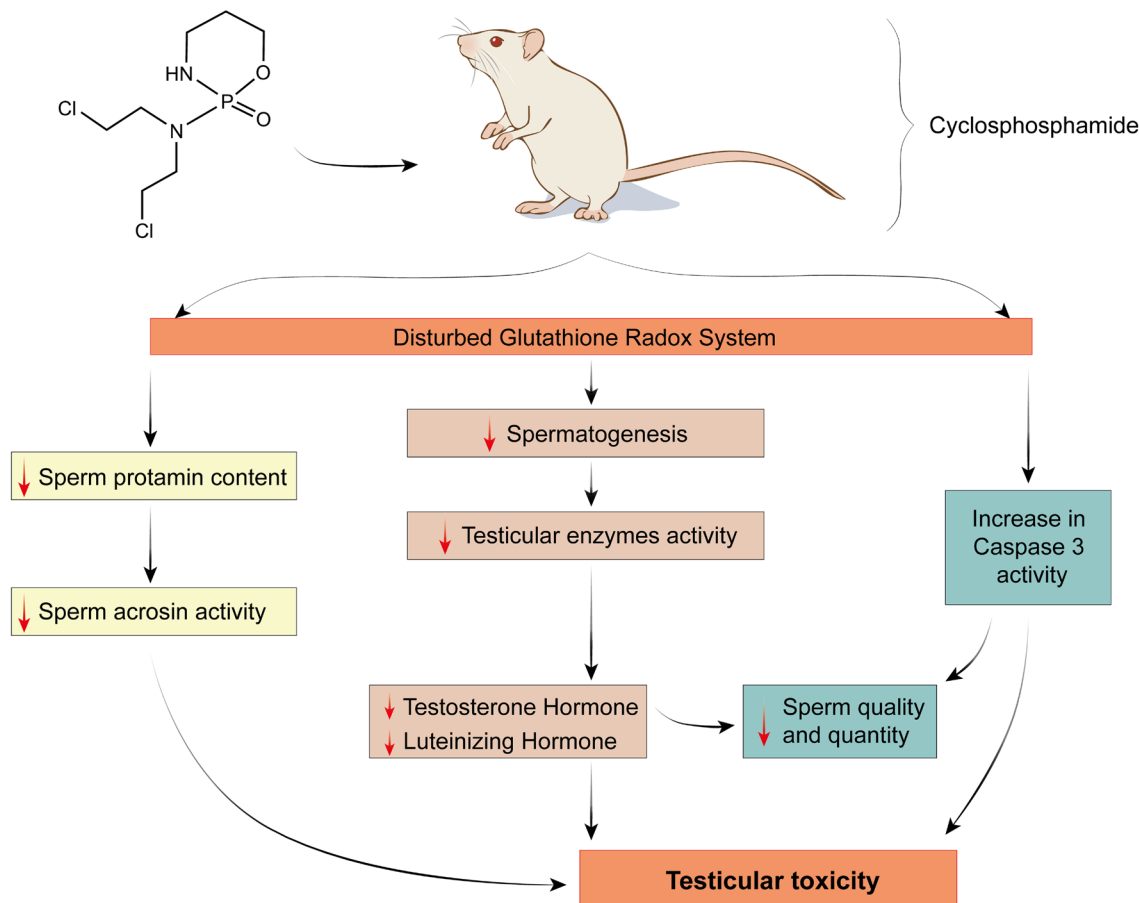 HN
O
P
O
N
Cl
Cl
Cyclosphosphamide
Disturbed Glutathione Radox System
Spermatogenesis
Sperm protamin content
Testicular enzymes activity
Increase in
Caspase 3
activity
Sperm acrosin activity
Testosterone Hormone
Luteinizing Hormone
Sperm quality
and quantity
Testicular toxicity